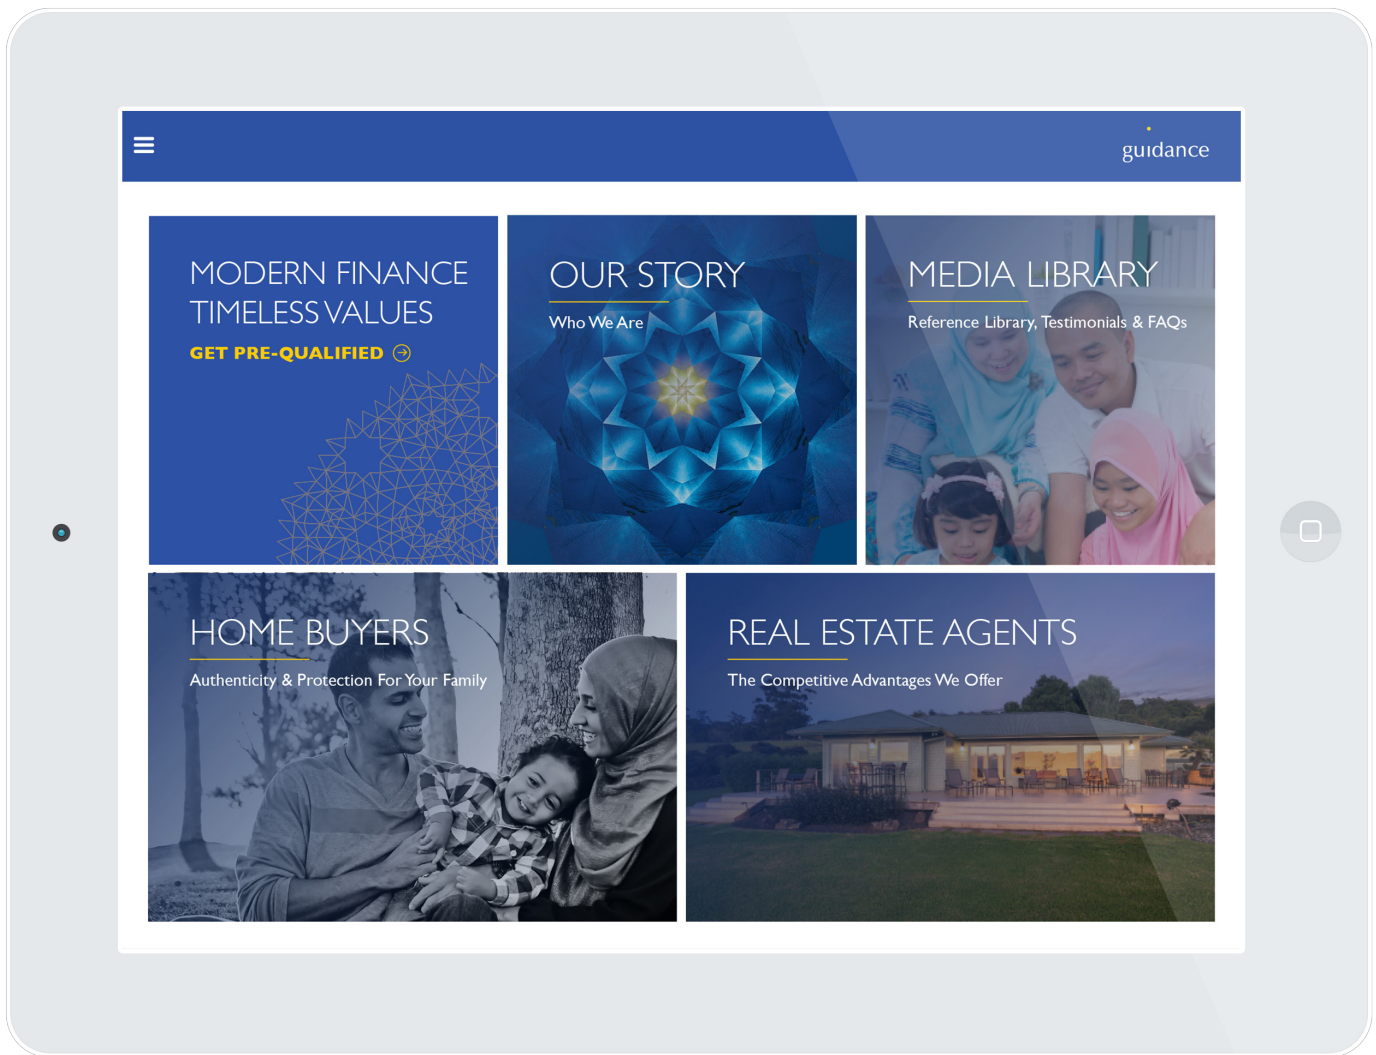 guidance
MODERN FINANCE
TIMELESS VALUES
GET PRE-QUALIFIED
OUR STORY
Who We Are
MEDIA LIBRARY
Reference Library, Testimonials & FAQs
HOME BUYERS
Authenticity & Protection For Your Family
REAL ESTATE AGENTS
The Competitive Advantages We Offer